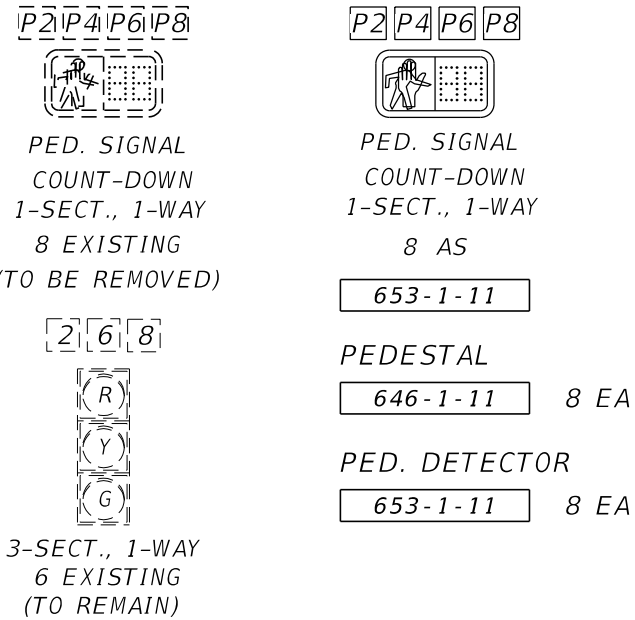 P2 P4 P6 P8
PED. SIGNAL
COUNT-DOWN
1-SECT., 1-WAY
8 EXISTING
(TO BE REMOVED)
2 6 8
R
Y
G
3-SECT., 1-WAY
6 EXISTING
(TO REMAIN)
P2 P4 P6 P8
PED. SIGNAL
COUNT-DOWN
1-SECT., 1-WAY
8 AS
653-1-11
PEDESTAL
646-1-11 8 EA
PED. DETECTOR
653-1-11 8 EA